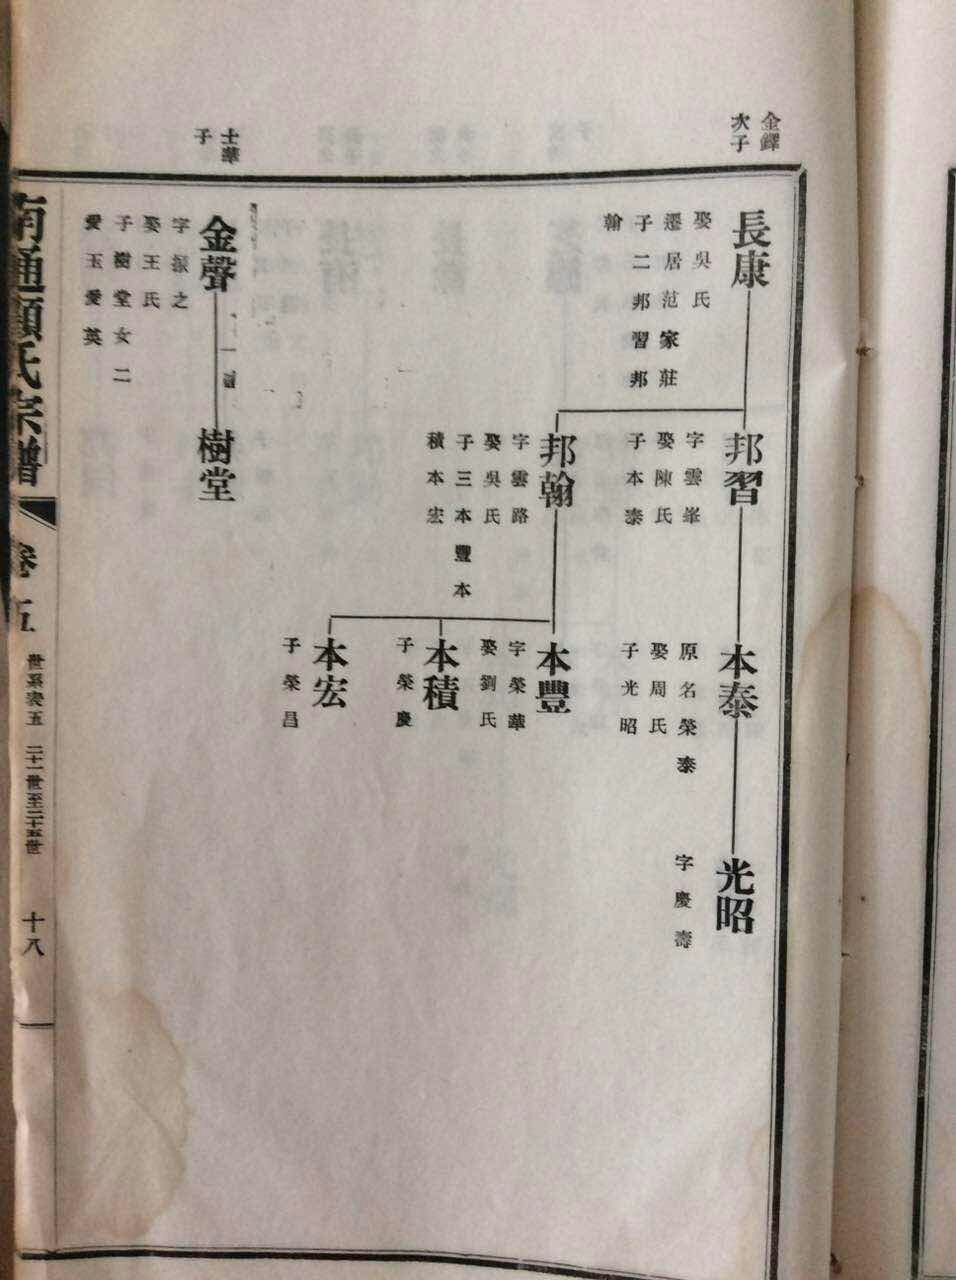 金鐸
次子
長康
娶吳氏
遷居范家莊
子二邦習邦
翰
邦習
字雲峯
娶陳氏
子本泰
本泰
原名榮泰
娶周氏
子光昭
光昭
字慶壽
邦翰
字雲路
娶吳氏
子三本豐本
積本宏
本豐
字榮華
娶劉氏
本積
子榮慶
本宏
子榮昌
士華
子
金聲
字振之
娶王氏
子樹堂女二
愛玉愛英
樹堂
南通顧氏宗譜
卷五
世系表五
二十一世至二十五世
十八